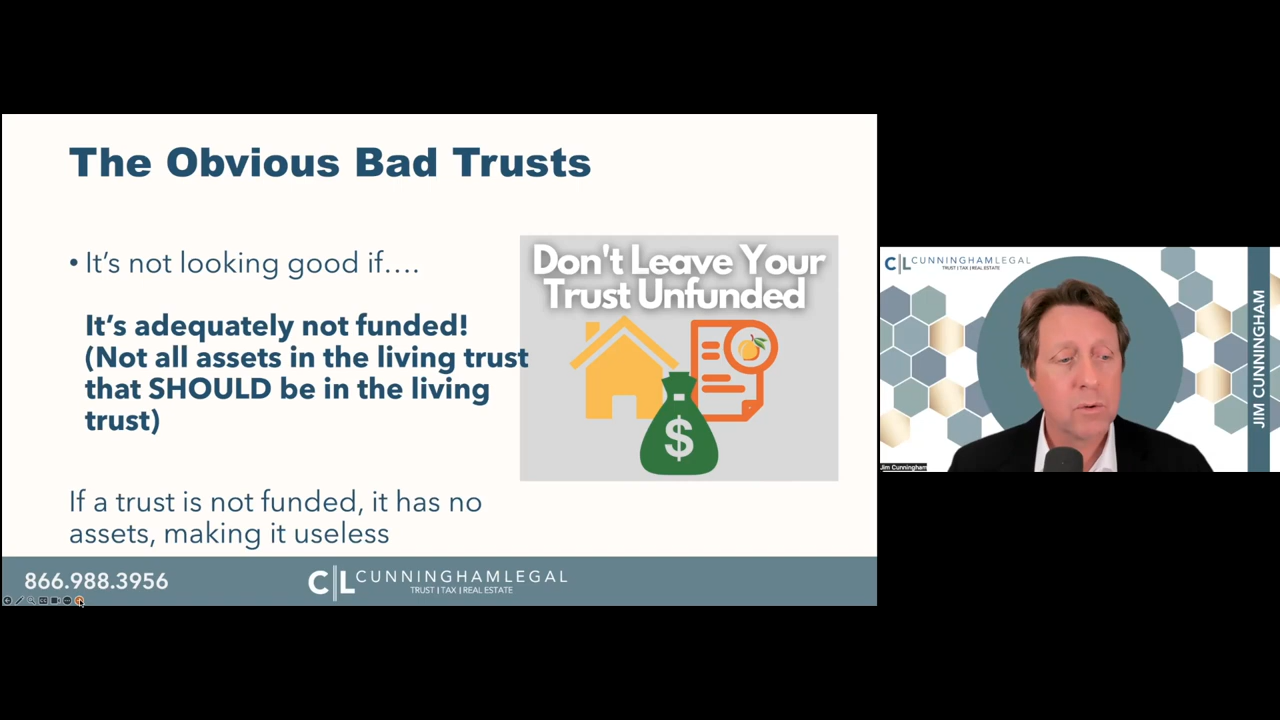 The Obvious Bad Trusts
• It’s not looking good if….
It’s adequately not funded!
(Not all assets in the living trust
that SHOULD be in the living
trust)
If a trust is not funded, it has no
assets, making it useless
Don't Leave Your
Trust Unfunded
$
866.988.3956
C|L CUNNINGHAMLEGAL
TRUST | TAX | REAL ESTATE
C|L CUNNINGHAMLEGAL
TRUST | TAX | REAL ESTATE
JIM CUNNINGHAM
Jim Cunningham